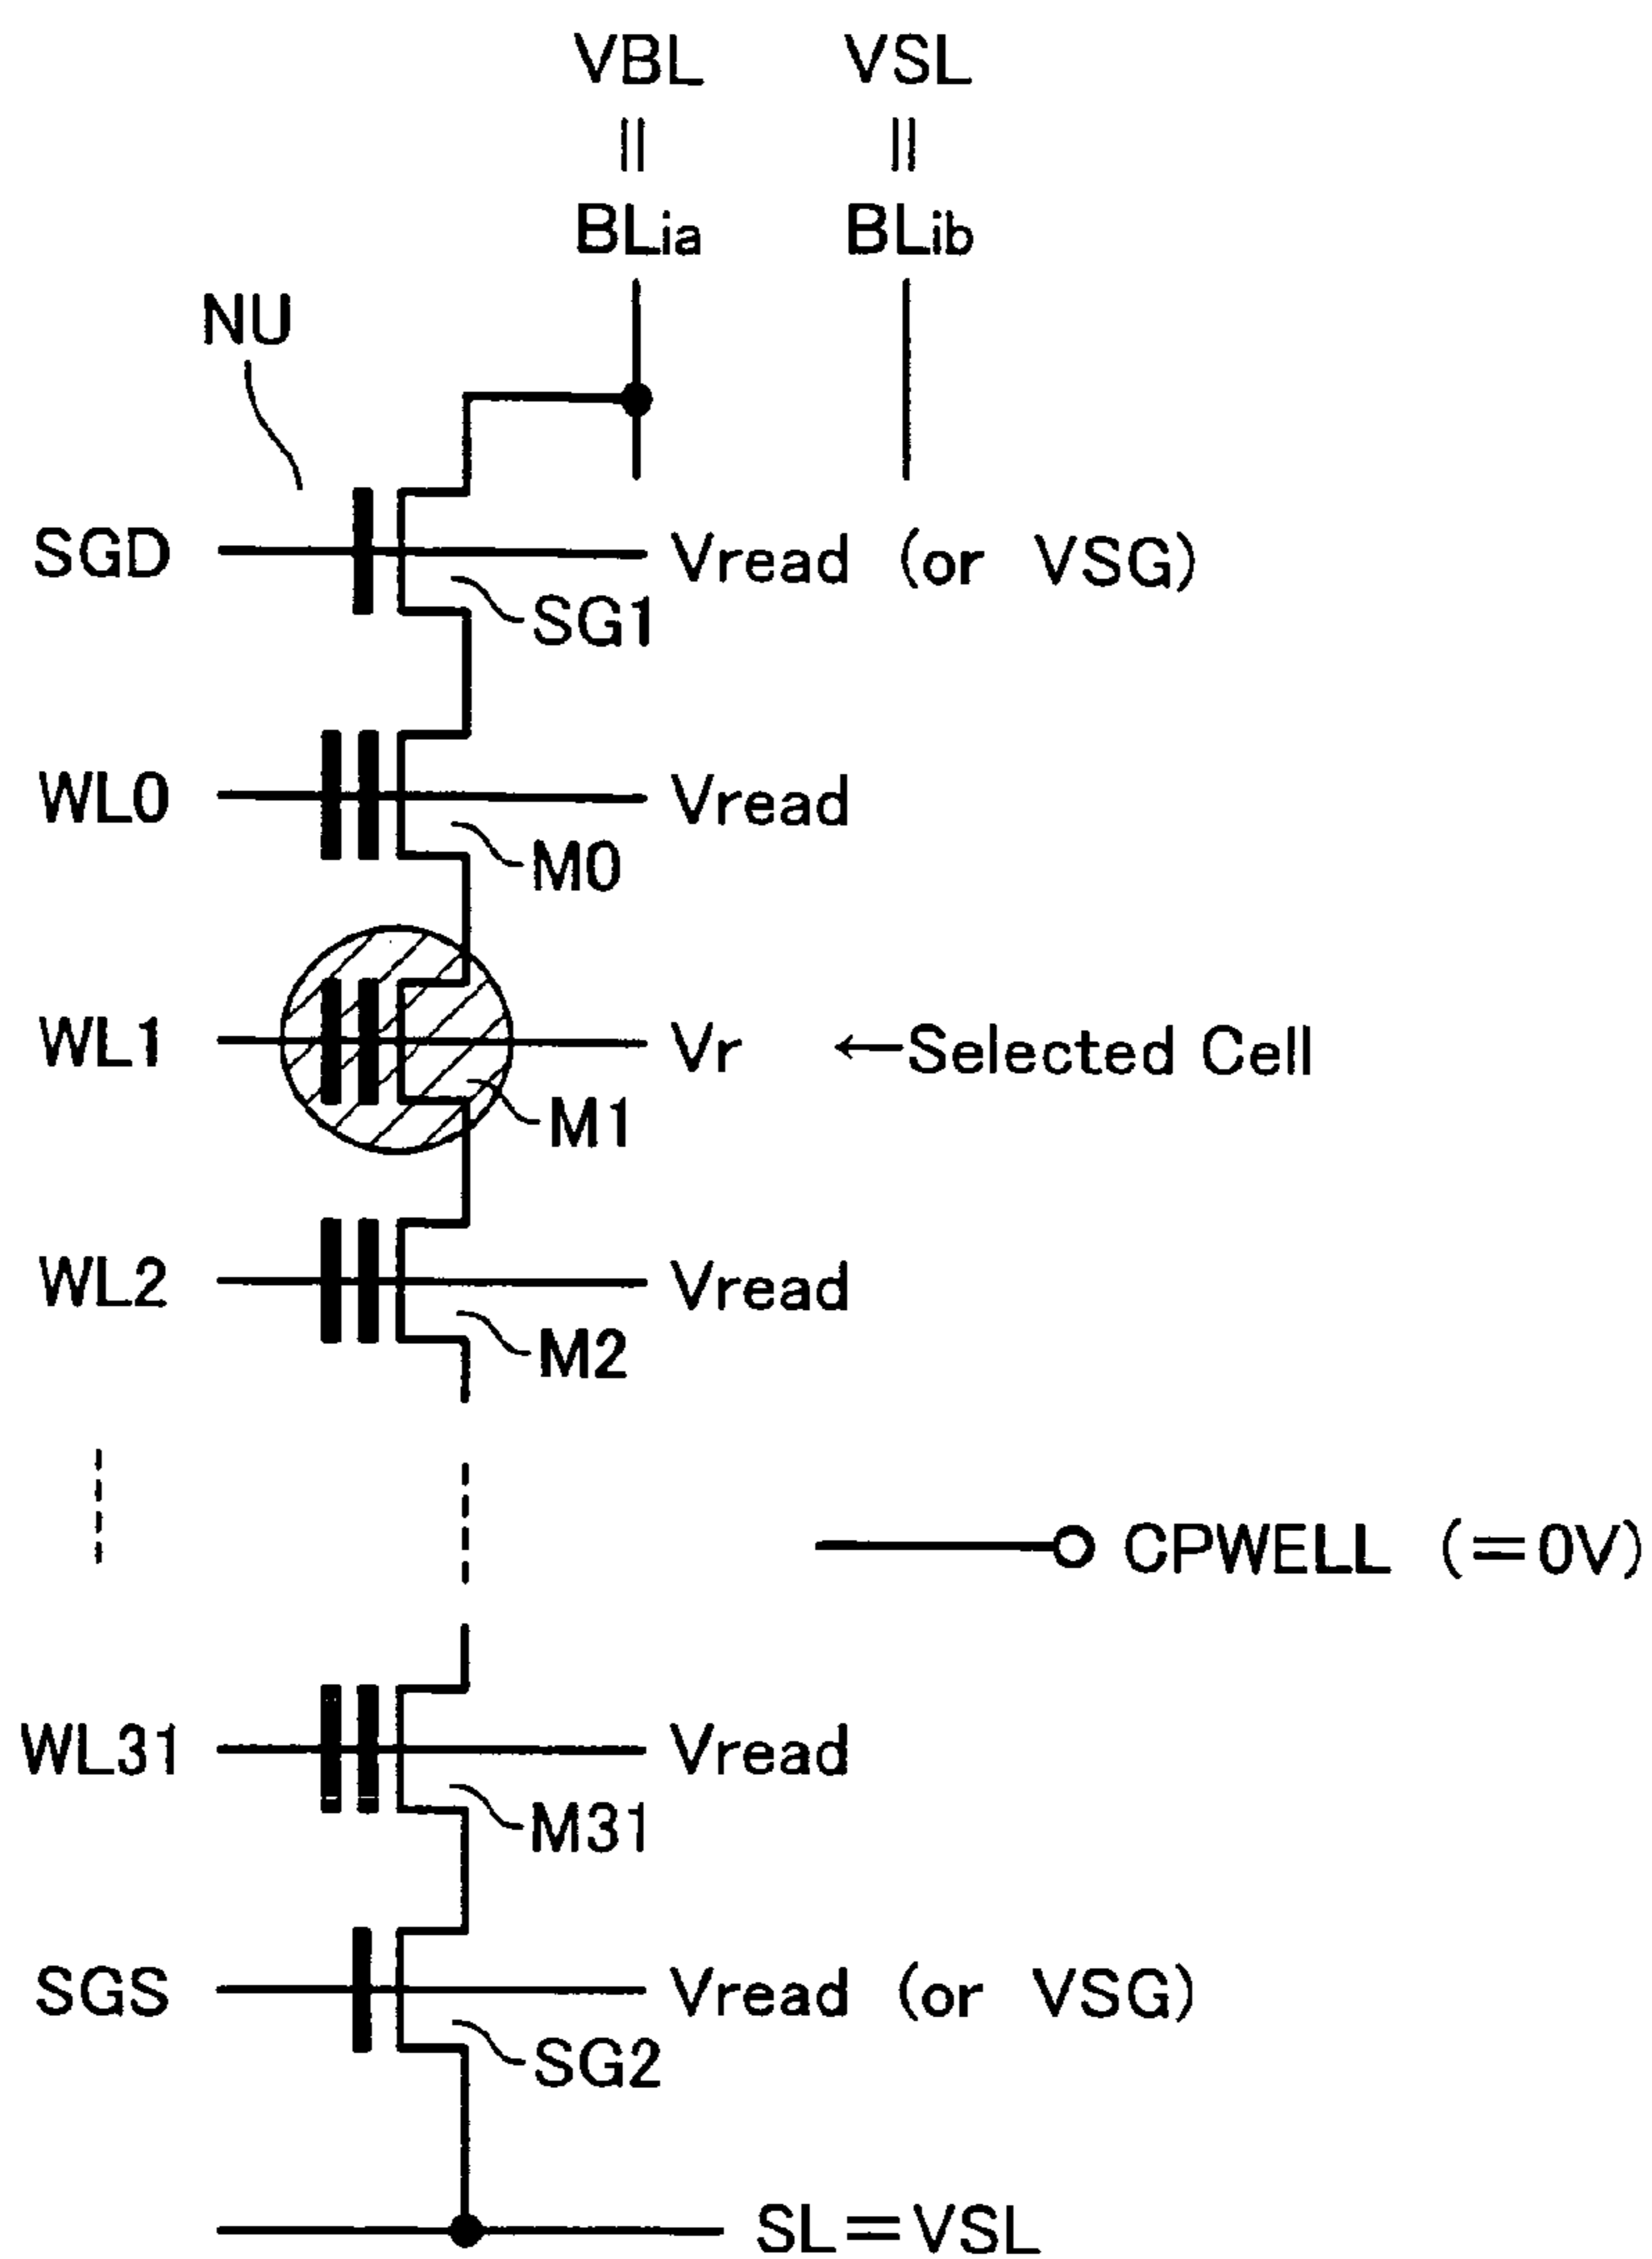 VBL VSL
|| ||
BLia BLib
NU
SGD Vread (or VSG)
SG1
WL0 Vread
M0
WL1 Vr ←Selected Cell
M1
WL2 Vread
M2
CPWELL (=0V)
WL31 Vread
M31
SGS Vread (or VSG)
SG2
SL=VSL